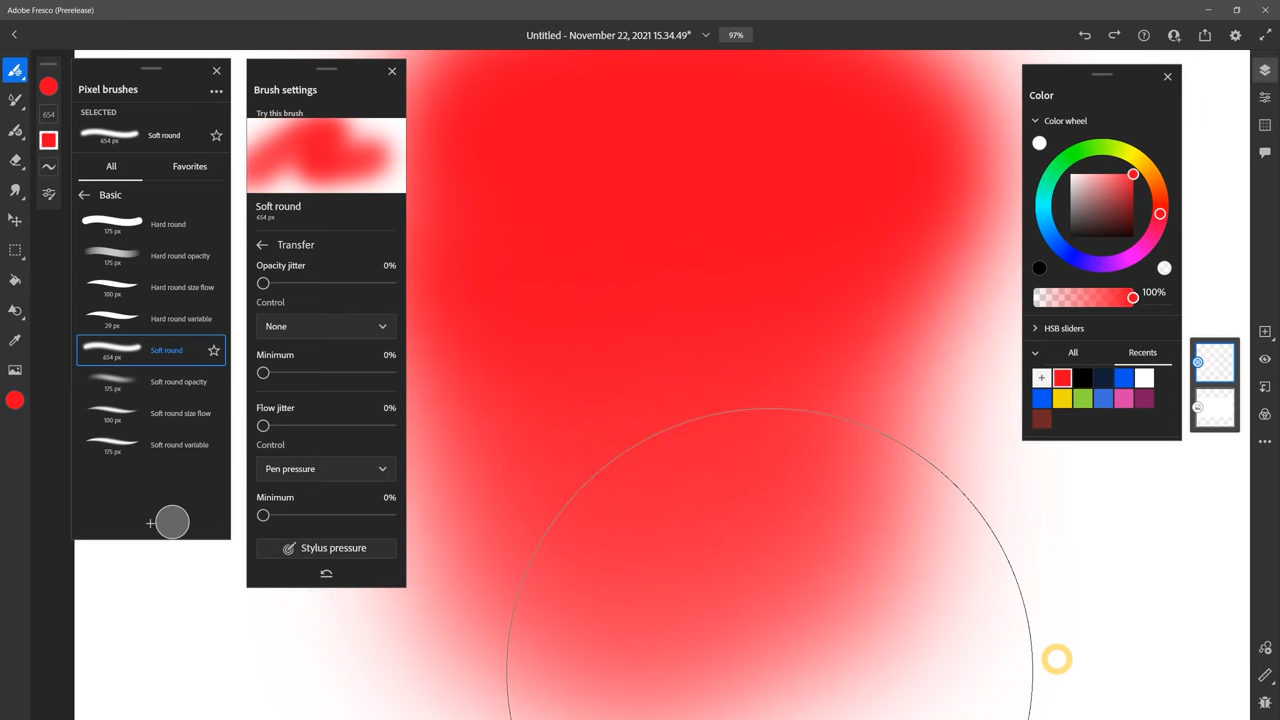 Adobe Fresco (Prerelease)
Untitled - November 22, 2021 15.34.49*
97%
654
Pixel brushes
SELECTED
Soft round
654 px
All
Favorites
Basic
Hard round
175 px
Hard round opacity
175 px
Hard round size flow
100 px
Hard round variable
29 px
Soft round
654 px
Soft round opacity
175 px
Soft round size flow
100 px
Soft round variable
175 px
Brush settings
Try this brush
Soft round
654 px
Transfer
Opacity jitter 0%
Control
None
Minimum 0%
Flow jitter 0%
Control
Pen pressure
Minimum 0%
Stylus pressure
Color
Color wheel
100%
HSB sliders
All
Recents